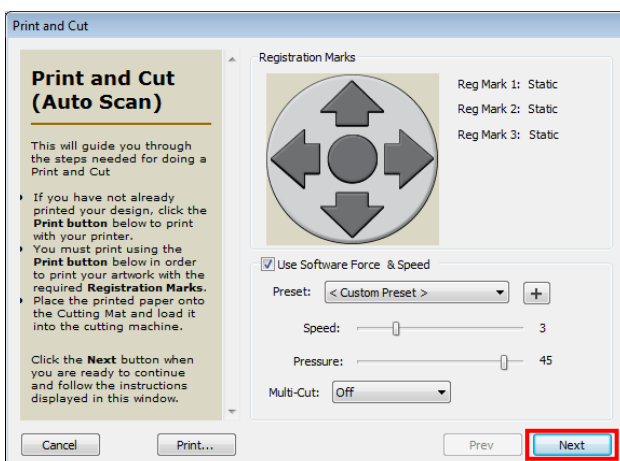 Print and Cut
Print and Cut
(Auto Scan)
This will guide you through
the steps needed for doing a
Print and Cut
If you have not already
printed your design, click the
Print button below to print
with your printer.
You must print using the
Print button below in order
to print your artwork with the
required Registration Marks.
Place the printed paper onto
the Cutting Mat and load it
into the cutting machine.
Click the Next button when
you are ready to continue
and follow the instructions
displayed in this window.
Registration Marks
Reg Mark 1: Static
Reg Mark 2: Static
Reg Mark 3: Static
Use Software Force & Speed
Preset: < Custom Preset > +
Speed: 3
Pressure: 45
Multi-Cut: Off
Cancel Print... Prev Next